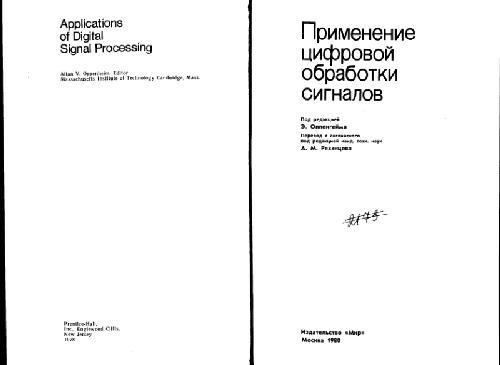 Applications
of Digital
Signal Processing
Allan V. Oppenheim Editor
Massachusetts Institute of Technology Cambridge, Mass.
Prentice-Hall,
Inc., Englewood Cliffs,
New Jersey
1978
Применение
цифровой
обработки
сигналов
Под редакцией
Э. Оппенгейма
Перевод с английского
под редакцией канд. техн. наук
А. М. Рязанцева
Издательство «Мир»
Москва 1980